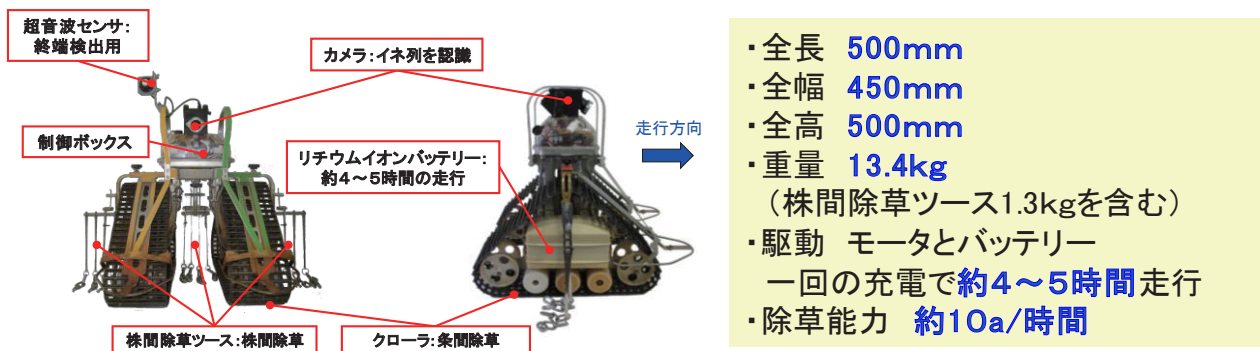 超音波センサ:
終端検出用
カメラ:イネ列を認識
制御ボックス
リチウムイオンバッテリー:
約4~5時間の走行
走行方向
株間除草ツース:株間除草
クローラ:条間除草
・全長 500mm
・全幅 450mm
・全高 500mm
・重量 13.4kg
(株間除草ツース1.3kgを含む)
・駆動 モータとバッテリー
一回の充電で約4~5時間走行
・除草能力 約10a/時間